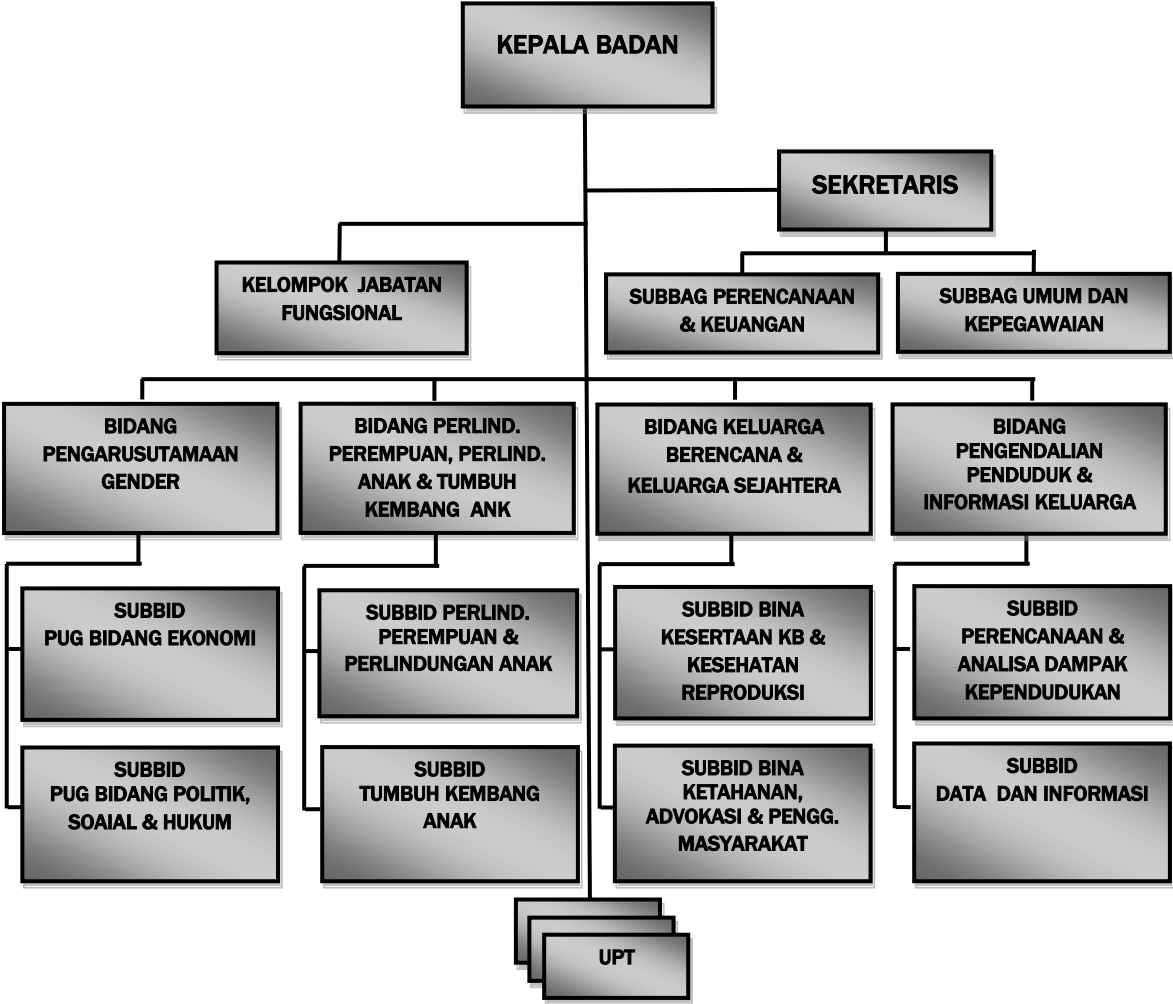 KEPALA BADAN
SEKRETARIS
KELOMPOK JABATAN
FUNGSIONAL
SUBBAG PERENCANAAN
& KEUANGAN
SUBBAG UMUM DAN
KEPEGAWAIAN
BIDANG
PENGARUSUTAMAAN
GENDER
BIDANG PERLIND.
PEREMPUAN, PERLIND.
ANAK & TUMBUH
KEMBANG ANK
BIDANG KELUARGA
BERENCANA &
KELUARGA SEJAHTERA
BIDANG
PENGENDALIAN
PENDUDUK &
INFORMASI KELUARGA
SUBBID
PUG BIDANG EKONOMI
SUBBID PERLIND.
PEREMPUAN &
PERLINDUNGAN ANAK
SUBBID BINA
KESERTAAN KB &
KESEHATAN
REPRODUKSI
SUBBID
PERENCANAAN &
ANALISA DAMPAK
KEPENDUDUKAN
SUBBID
PUG BIDANG POLITIK,
SOAIAL & HUKUM
SUBBID
TUMBUH KEMBANG
ANAK
SUBBID BINA
KETAHANAN,
ADVOKASI & PENGG.
MASYARAKAT
SUBBID
DATA DAN INFORMASI
UPT